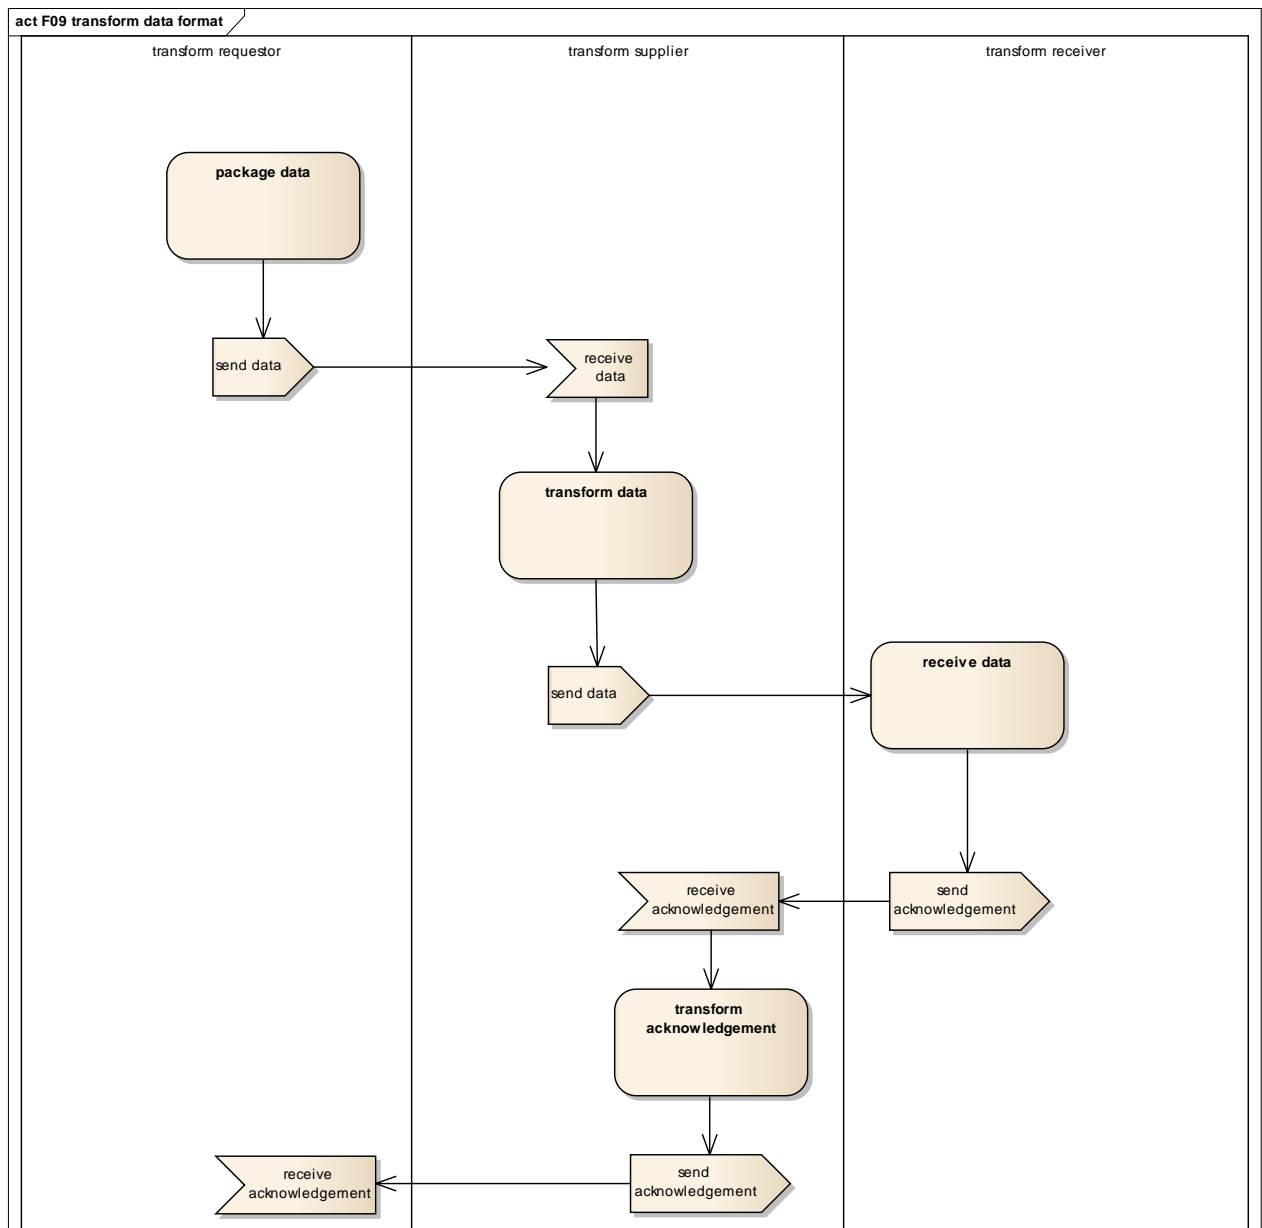 act F09 transform data format
transform requestor
transform supplier
transform receiver
package data
send data
receive
data
transform data
send data
receive data
receive
acknowledgement
send
acknowledgement
transform
acknowledgement
receive
acknowledgement
send
acknowledgement